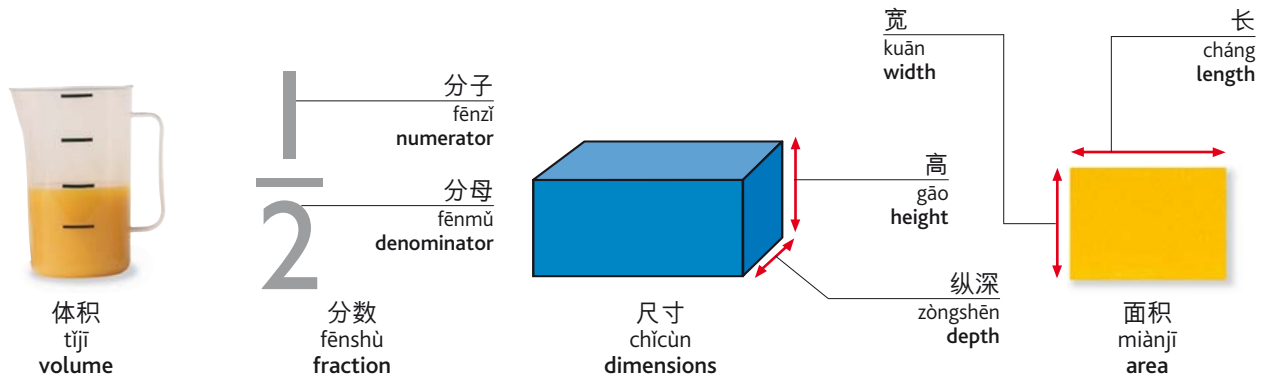 体积
tǐjī
volume
1
2
分子
fēnzǐ
numerator
分母
fēnmǔ
denominator
分数
fēnshù
fraction
高
gāo
height
纵深
zòngshēn
depth
尺寸
chǐcùn
dimensions
宽
kuān
width
长
cháng
length
面积
miànjī
area